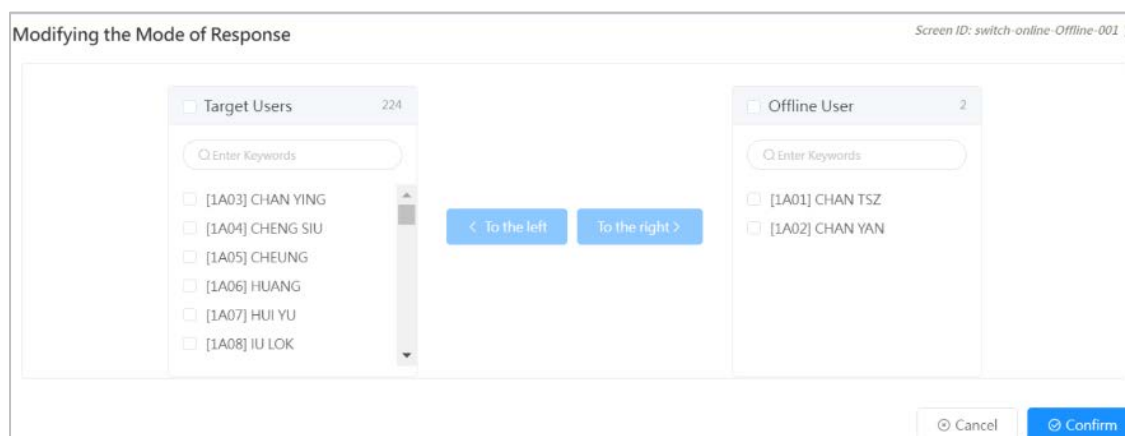 Modifying the Mode of Response
Screen ID: switch-online-Offline-001
Target Users 224
Enter Keywords
[1A03] CHAN YING
[1A04] CHENG SIU
[1A05] CHEUNG
[1A06] HUANG
[1A07] HUI YU
[1A08] IU LOK
< To the left
To the right >
Offline User 2
Enter Keywords
[1A01] CHAN TSZ
[1A02] CHAN YAN
Cancel
Confirm